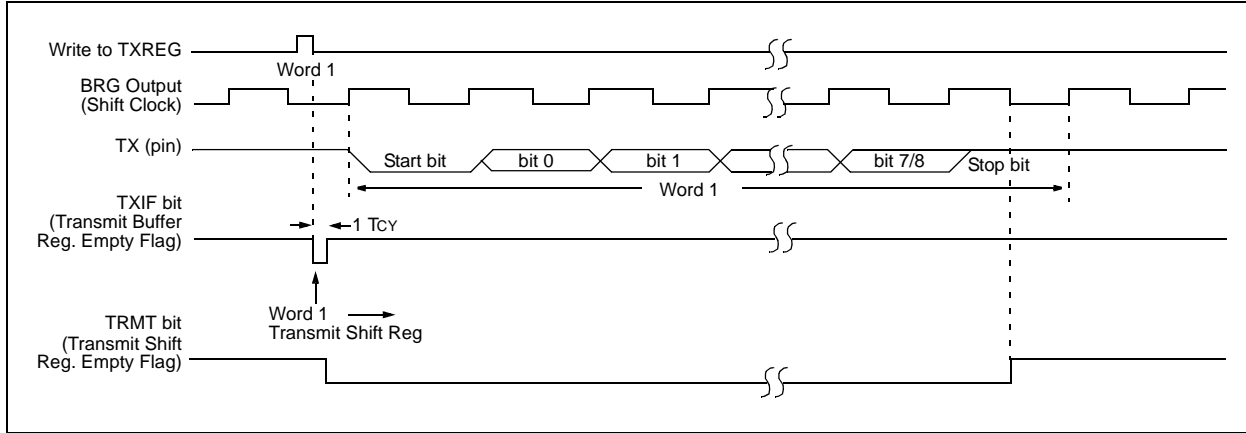 Write to TXREG
Word 1
BRG Output
(Shift Clock)
TX (pin)
Start bit
bit 0
bit 1
bit 7/8
Stop bit
Word 1
TXIF bit
(Transmit Buffer
Reg. Empty Flag)
1 TCY
Word 1
Transmit Shift Reg
TRMT bit
(Transmit Shift
Reg. Empty Flag)